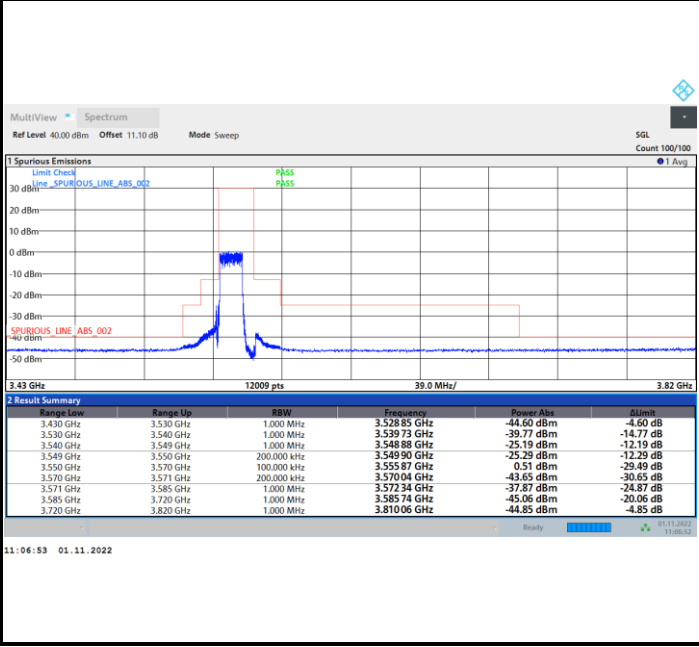 MultiView Spectrum
Ref Level 40.00 dBm Offset 11.10 dB Mode Sweep SGL
Count 100/100
1 Spurious Emissions 1 Avg
Limit Check PASS
Line _SPURIOUS_LINE_ABS_002 PASS
30 dBm
20 dBm
10 dBm
0 dBm
-10 dBm
-20 dBm
-30 dBm
_SPURIOUS_LINE_ABS_002
-40 dBm
-50 dBm
3.43 GHz 12009 pts 39.0 MHz/ 3.82 GHz
2 Result Summary
Range Low Range Up RBW Frequency Power Abs ΔLimit
3.430 GHz 3.530 GHz 1.000 MHz 3.528 85 GHz -44.60 dBm -4.60 dB
3.530 GHz 3.540 GHz 1.000 MHz 3.539 73 GHz -39.77 dBm -14.77 dB
3.540 GHz 3.549 GHz 1.000 MHz 3.548 88 GHz -25.19 dBm -12.19 dB
3.549 GHz 3.550 GHz 200.000 kHz 3.549 90 GHz -25.29 dBm -12.29 dB
3.550 GHz 3.570 GHz 100.000 kHz 3.555 87 GHz 0.51 dBm -29.49 dB
3.570 GHz 3.571 GHz 200.000 kHz 3.570 04 GHz -43.65 dBm -30.65 dB
3.571 GHz 3.585 GHz 1.000 MHz 3.572 34 GHz -37.87 dBm -24.87 dB
3.585 GHz 3.720 GHz 1.000 MHz 3.585 74 GHz -45.06 dBm -20.06 dB
3.720 GHz 3.820 GHz 1.000 MHz 3.810 06 GHz -44.85 dBm -4.85 dB
Ready 01.11.2022
11:06:52
11:06:53 01.11.2022